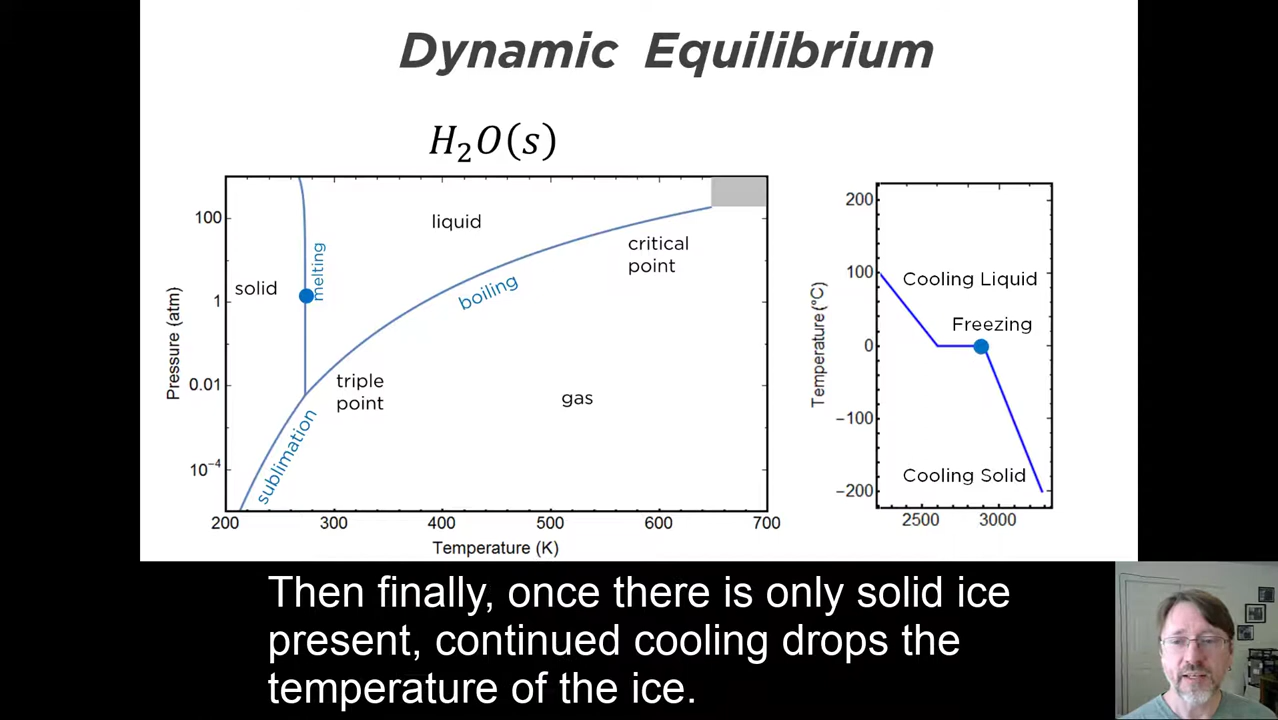 Dynamic Equilibrium
H₂O(s)
100
1
0.01
10⁻⁴
Pressure (atm)
solid
melting
liquid
boiling
critical
point
triple
point
gas
sublimation
200 300 400 500 600 700
Temperature (K)
200
100
0
−100
−200
Temperature (°C)
Cooling Liquid
Freezing
Cooling Solid
2500 3000
Then finally, once there is only solid ice
present, continued cooling drops the
temperature of the ice.